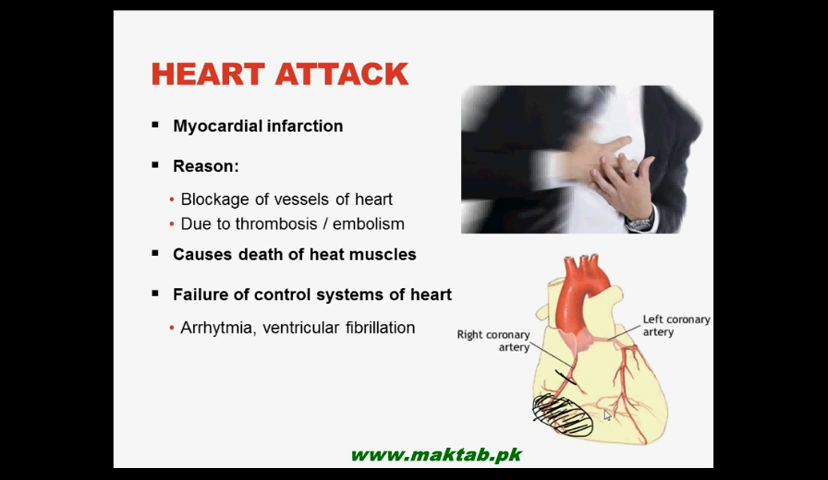 HEART ATTACK
Myocardial infarction
Reason:
Blockage of vessels of heart
Due to thrombosis / embolism
Causes death of heat muscles
Failure of control systems of heart
Arrhytmia, ventricular fibrillation
Right coronary
artery
Left coronary
artery
www.maktab.pk